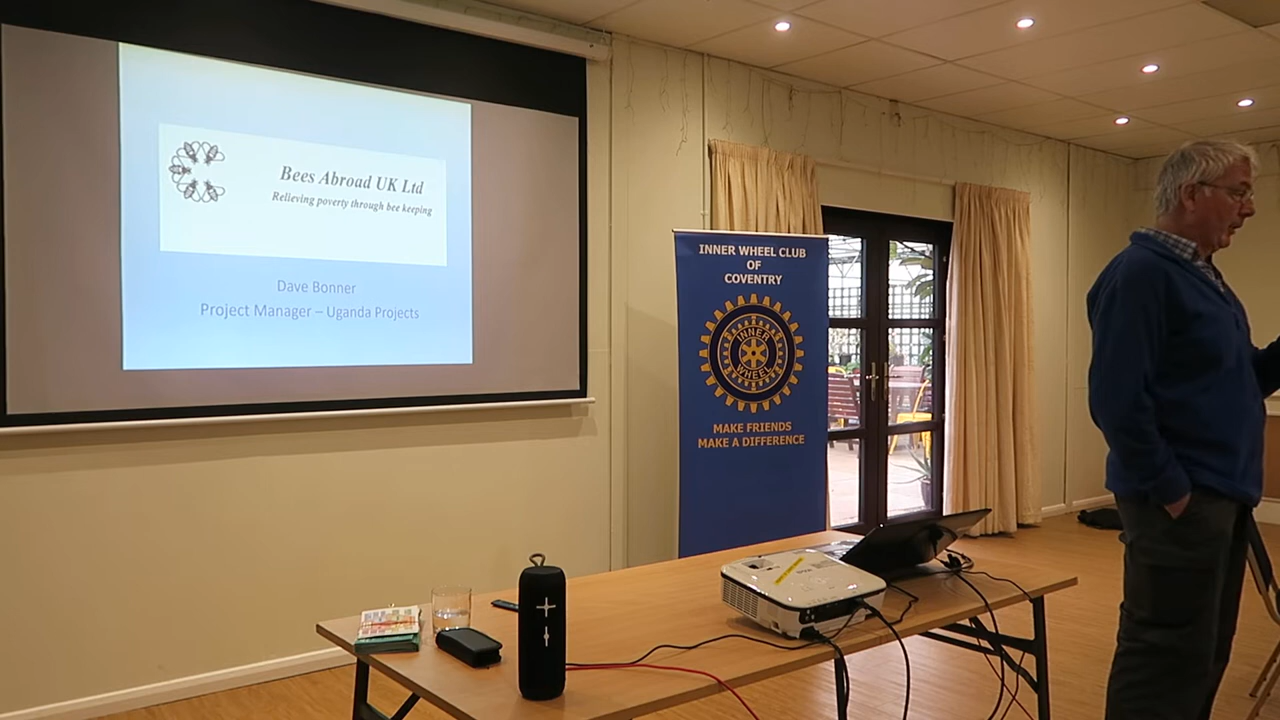 Bees Abroad UK Ltd
Relieving poverty through bee keeping
Dave Bonner
Project Manager – Uganda Projects
INNER WHEEL CLUB
OF
COVENTRY
INNER
WHEEL
MAKE FRIENDS
MAKE A DIFFERENCE